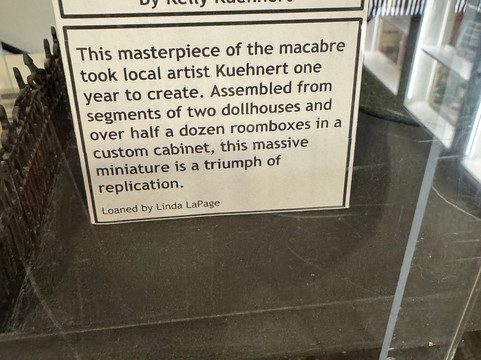 By Kelly Kuehnert
This masterpiece of the macabre
took local artist Kuehnert one
year to create. Assembled from
segments of two dollhouses and
over half a dozen roomboxes in a
custom cabinet, this massive
miniature is a triumph of
replication.
Loaned by Linda LaPage